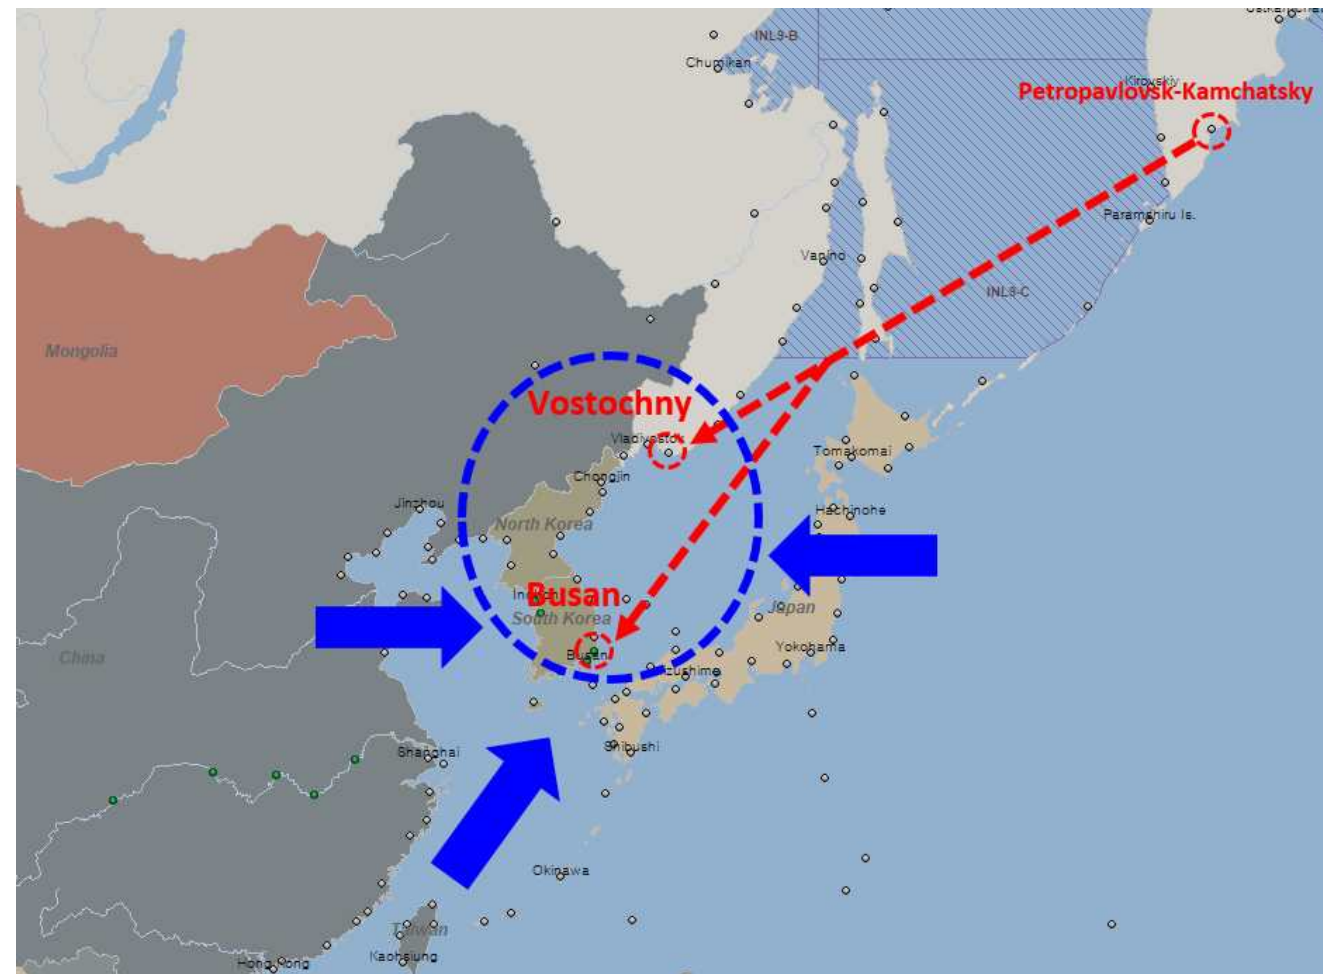 INL9-B
Chumikan
Kirovskiy
Petropavlovsk-Kamchatsky
Paramshiru Is.
Vanino
INL9-C
Mongolia
Vostochny
Vladivostok
Tomakomai
Chongjin
Jinzhou
Hachinohe
North Korea
Busan
South Korea
Japan
China
Busan
Yokohama
Shanghai
Shibushi
Okinawa
Taiwan
Kaohsiung
Hong Kong